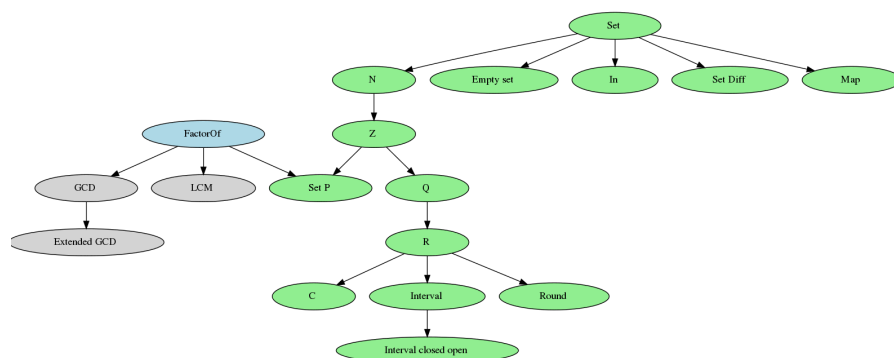 Set
N
Empty set
In
Set Diff
Map
FactorOf
Z
GCD
LCM
Set P
Q
Extended GCD
R
C
Interval
Round
Interval closed open